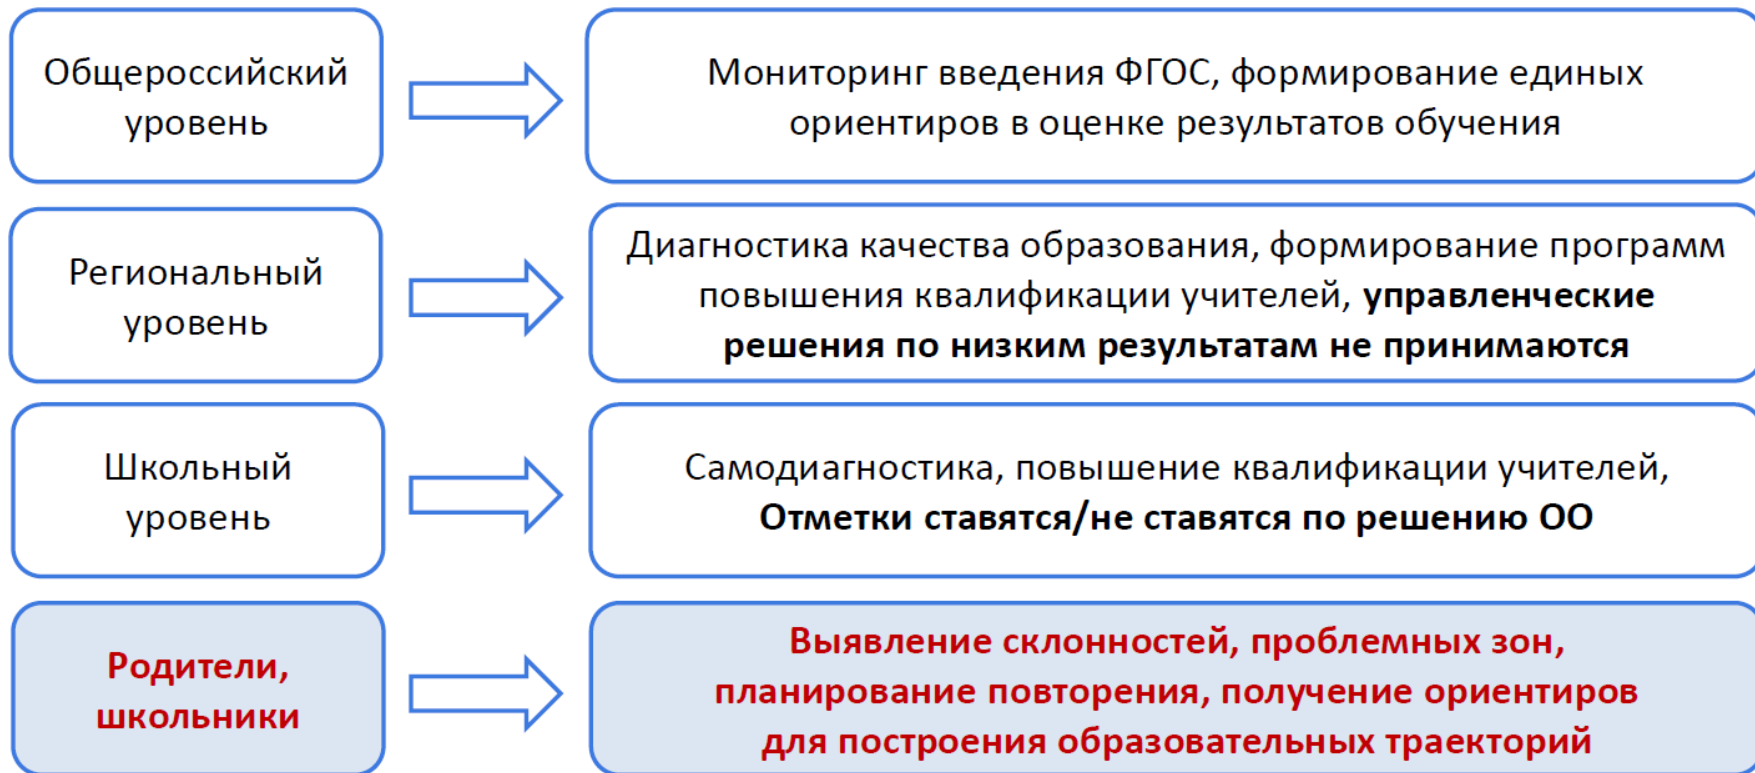 Общероссийский
уровень
Мониторинг введения ФГОС, формирование единых
ориентиров в оценке результатов обучения
Региональный
уровень
Диагностика качества образования, формирование программ
повышения квалификации учителей, управленческие
решения по низким результатам не принимаются
Школьный
уровень
Самодиагностика, повышение квалификации учителей,
Отметки ставятся/не ставятся по решению ОО
Родители,
школьники
Выявление склонностей, проблемных зон,
планирование повторения, получение ориентиров
для построения образовательных траекторий